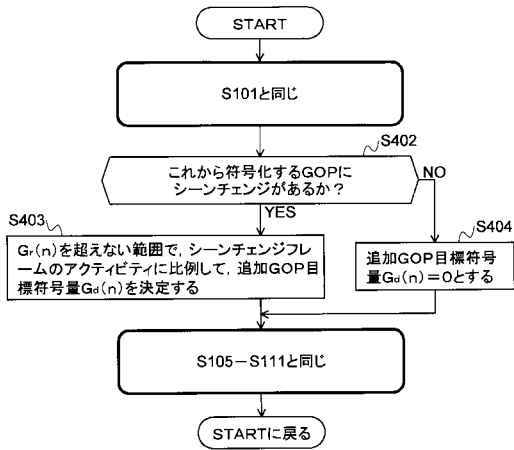 START
S101と同じ
S402
これから符号化するGOPに
シーンチェンジがあるか？
NO
YES
S403
Gr(n)を超えない範囲で，シーンチェンジフレ
ームのアクティビティに比例して，追加GOP目
標符号量Gd(n)を決定する
S404
追加GOP目標符号
量Gd(n)＝0とする
S105－S111と同じ
STARTに戻る